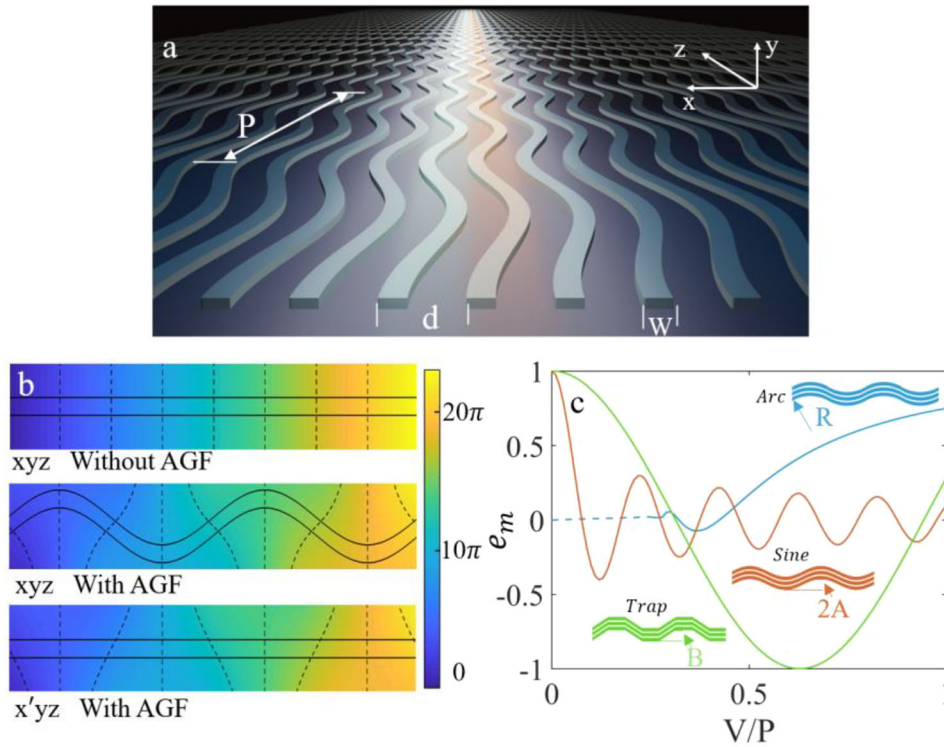 a
y
z
x
P
d
W
b
xyz Without AGF
xyz With AGF
x′yz With AGF
20π
10π
0
c
e_m
1
0.5
0
-0.5
-1
Arc
R
Sine
2A
Trap
B
0
0.5
1
V/P